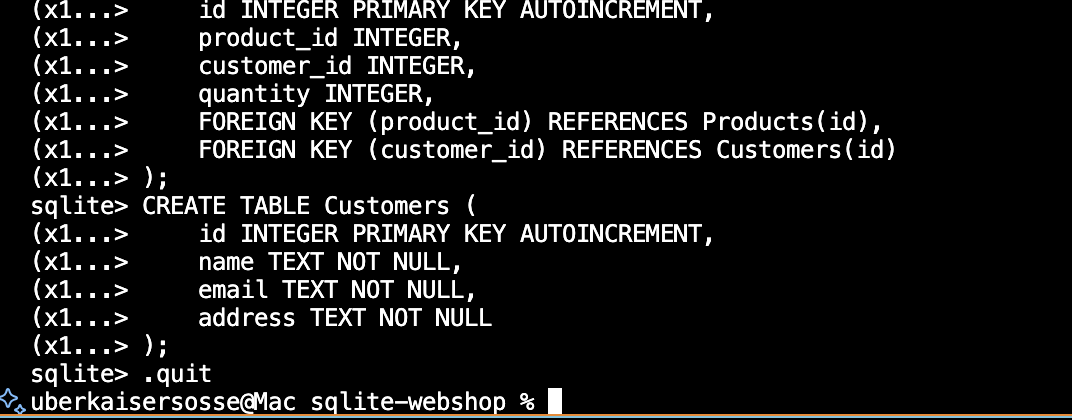 (x1...>     id INTEGER PRIMARY KEY AUTOINCREMENT,
(x1...>     product_id INTEGER,
(x1...>     customer_id INTEGER,
(x1...>     quantity INTEGER,
(x1...>     FOREIGN KEY (product_id) REFERENCES Products(id),
(x1...>     FOREIGN KEY (customer_id) REFERENCES Customers(id)
(x1...> );
sqlite> CREATE TABLE Customers (
(x1...>     id INTEGER PRIMARY KEY AUTOINCREMENT,
(x1...>     name TEXT NOT NULL,
(x1...>     email TEXT NOT NULL,
(x1...>     address TEXT NOT NULL
(x1...> );
sqlite> .quit
uberkaisersosse@Mac sqlite-webshop %